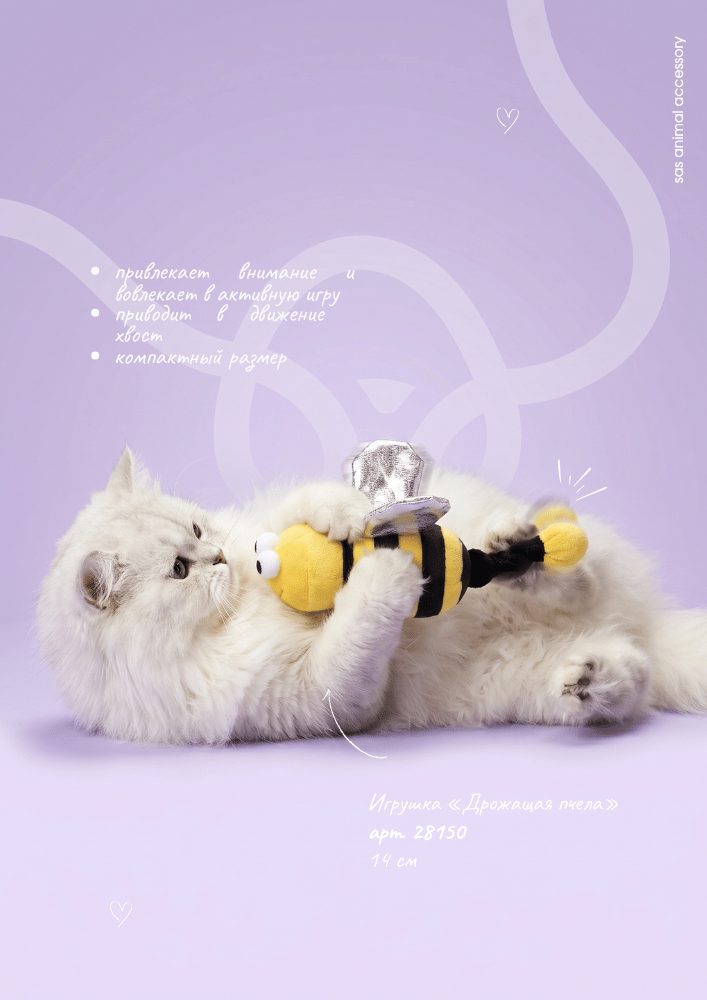 sas animal accessory
привлекает внимание и
вовлекает в активную игру
приводит в движение
хвост
компактный размер
Игрушка «Дрожащая пчела»
арт. 28150
14 см